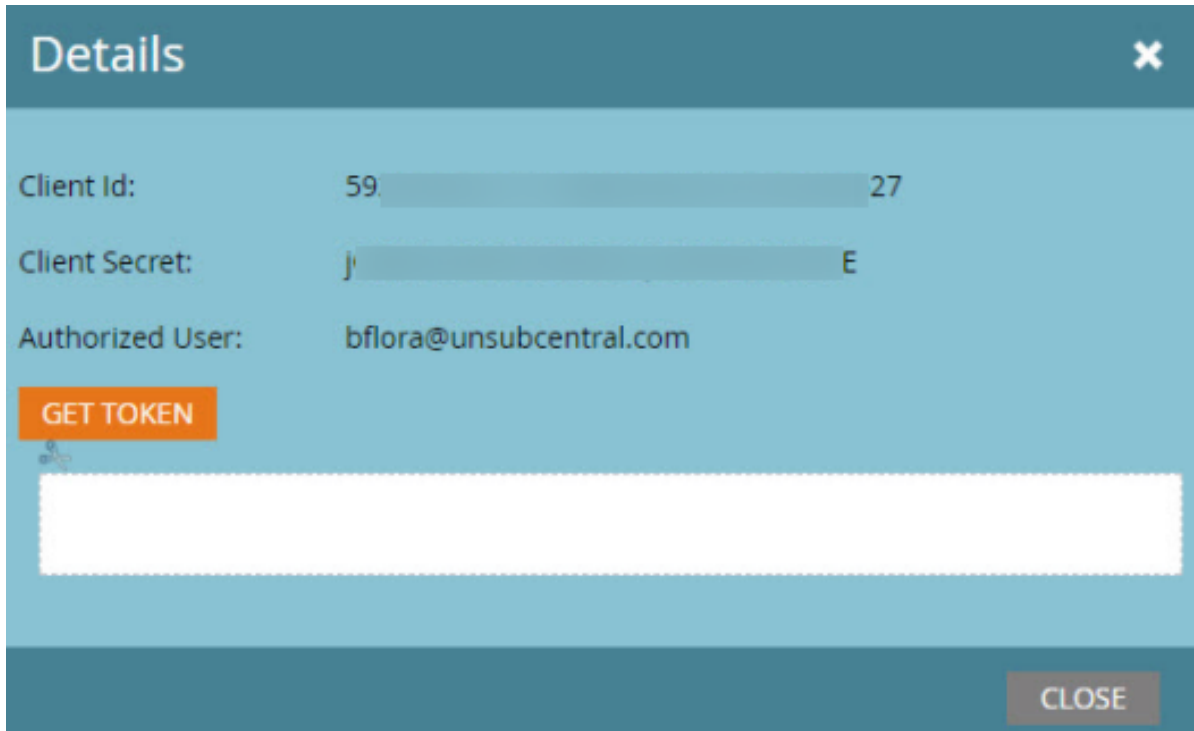 Details
Client Id: 59 27
Client Secret: j E
Authorized User: bflora@unsubcentral.com
GET TOKEN
CLOSE